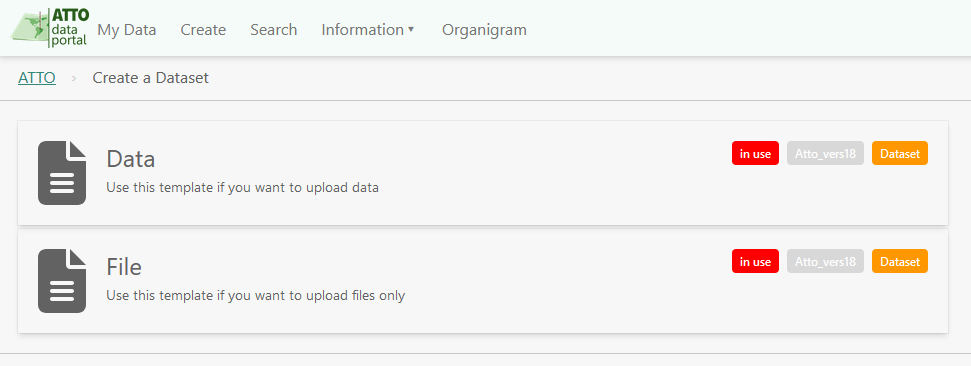 ATTO
data
portal
My Data Create Search Information ▾ Organigram
ATTO › Create a Dataset
Data
in use Atto_vers18 Dataset
Use this template if you want to upload data
File
in use Atto_vers18 Dataset
Use this template if you want to upload files only